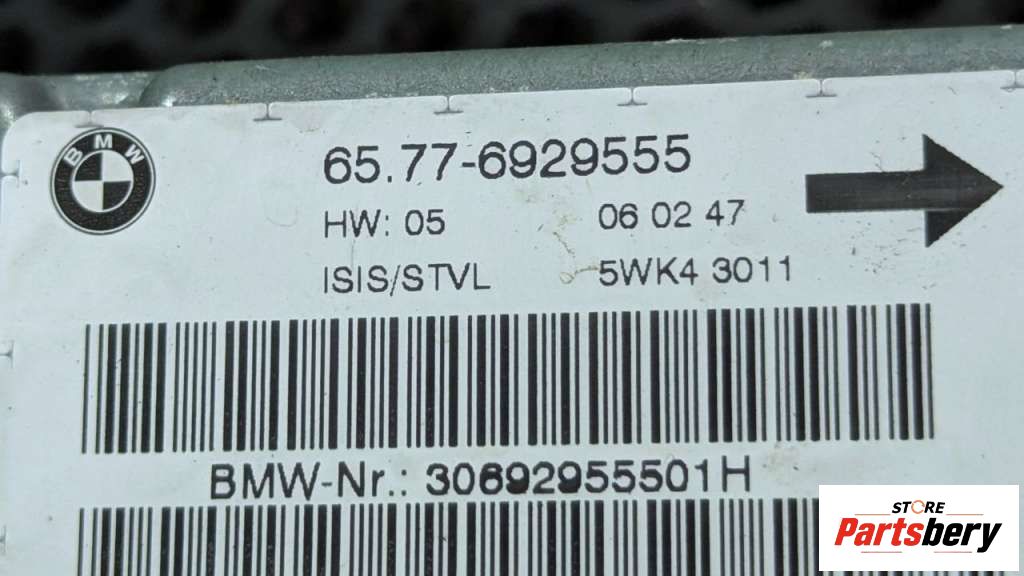 BMW
65.77-6929555
HW: 05 06 02 47
ISIS/STVL 5WK4 3011
BMW-Nr.: 30692955501H
STORE
Partsbery